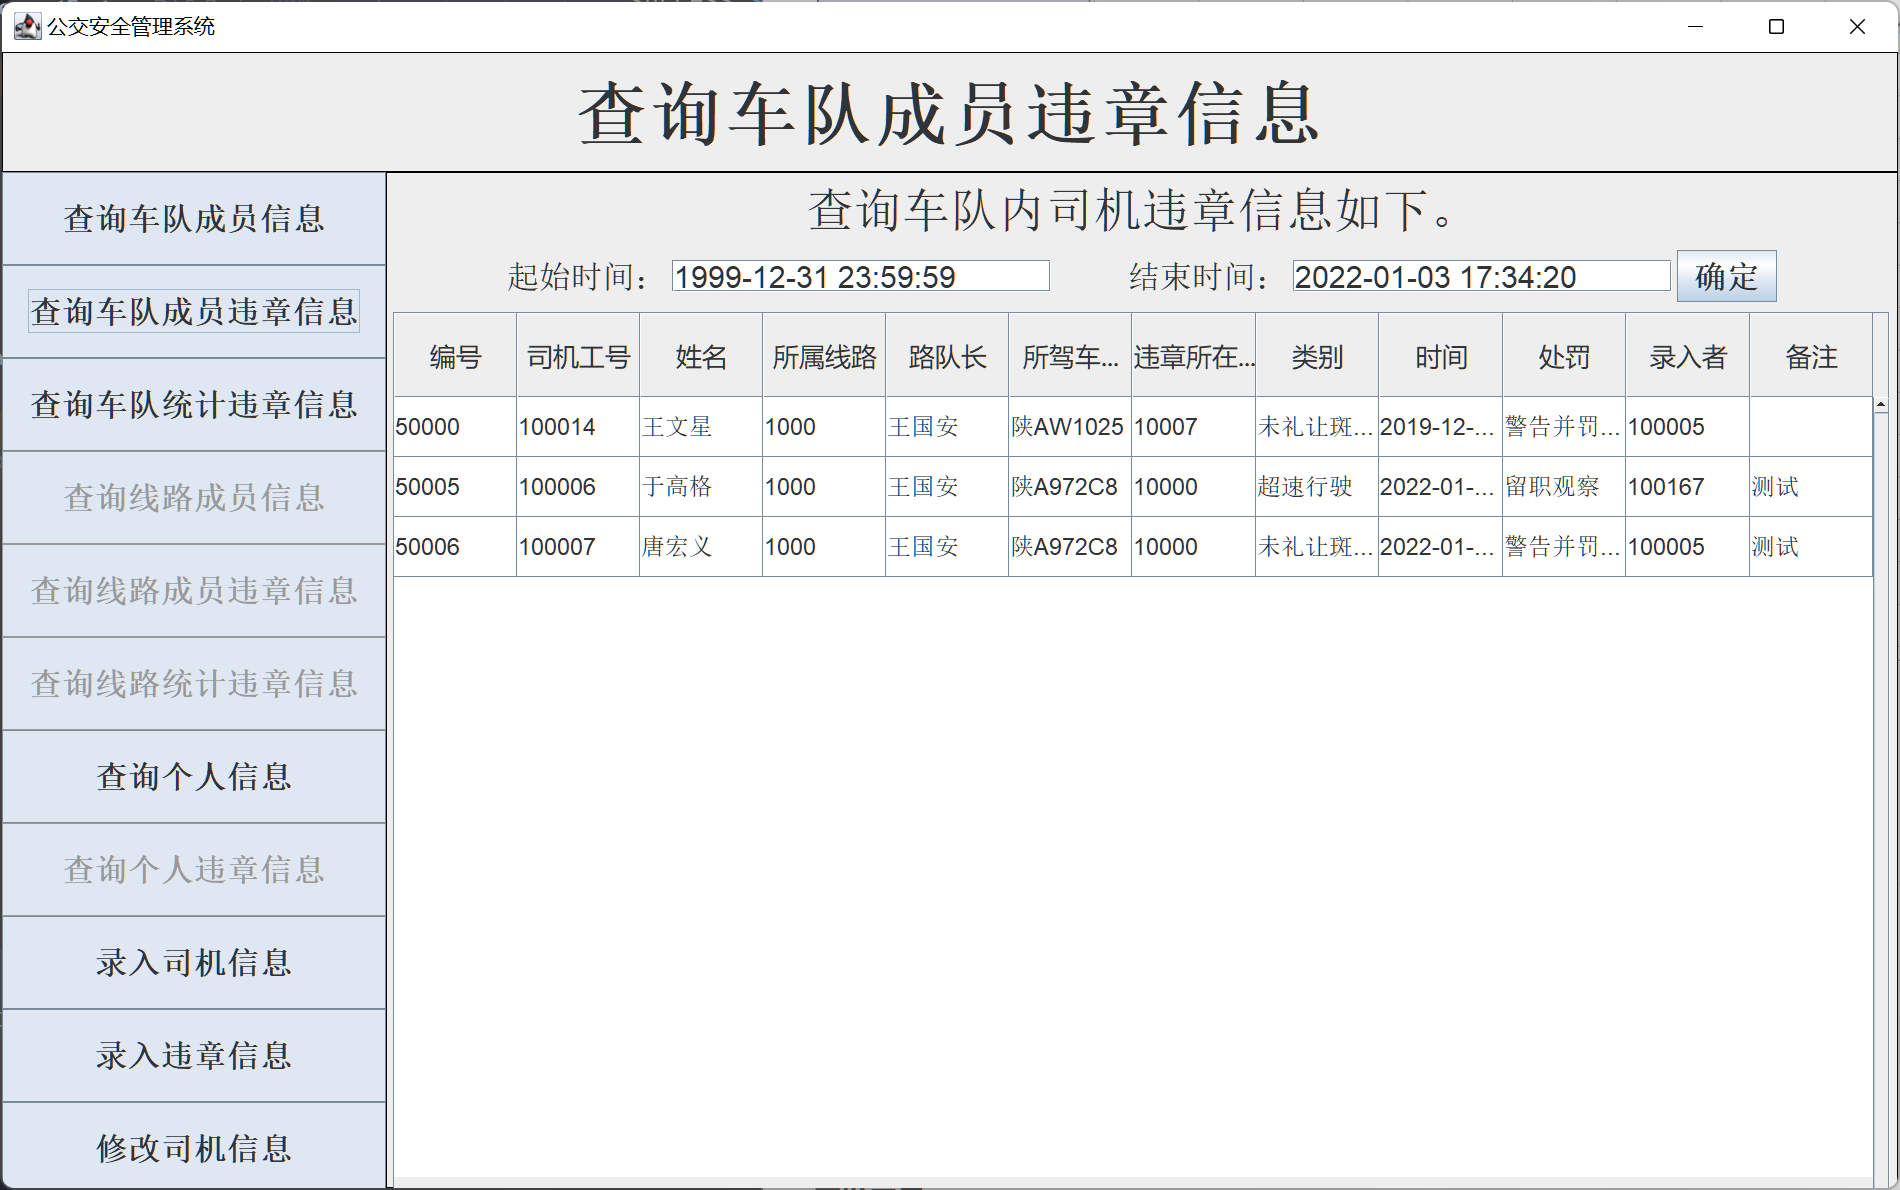 公交安全管理系统
查询车队成员违章信息
查询车队成员信息
查询车队成员违章信息
查询车队统计违章信息
查询线路成员信息
查询线路成员违章信息
查询线路统计违章信息
查询个人信息
查询个人违章信息
录入司机信息
录入违章信息
修改司机信息
查询车队内司机违章信息如下。
起始时间： 1999-12-31 23:59:59 结束时间： 2022-01-03 17:34:20 确定
编号 司机工号 姓名 所属线路 路队长 所驾车... 违章所在... 类别 时间 处罚 录入者 备注
50000 100014 王文星 1000 王国安 陕AW1025 10007 未礼让斑... 2019-12-... 警告并罚... 100005
50005 100006 于高格 1000 王国安 陕A972C8 10000 超速行驶 2022-01-... 留职观察 100167 测试
50006 100007 唐宏义 1000 王国安 陕A972C8 10000 未礼让斑... 2022-01-... 警告并罚... 100005 测试